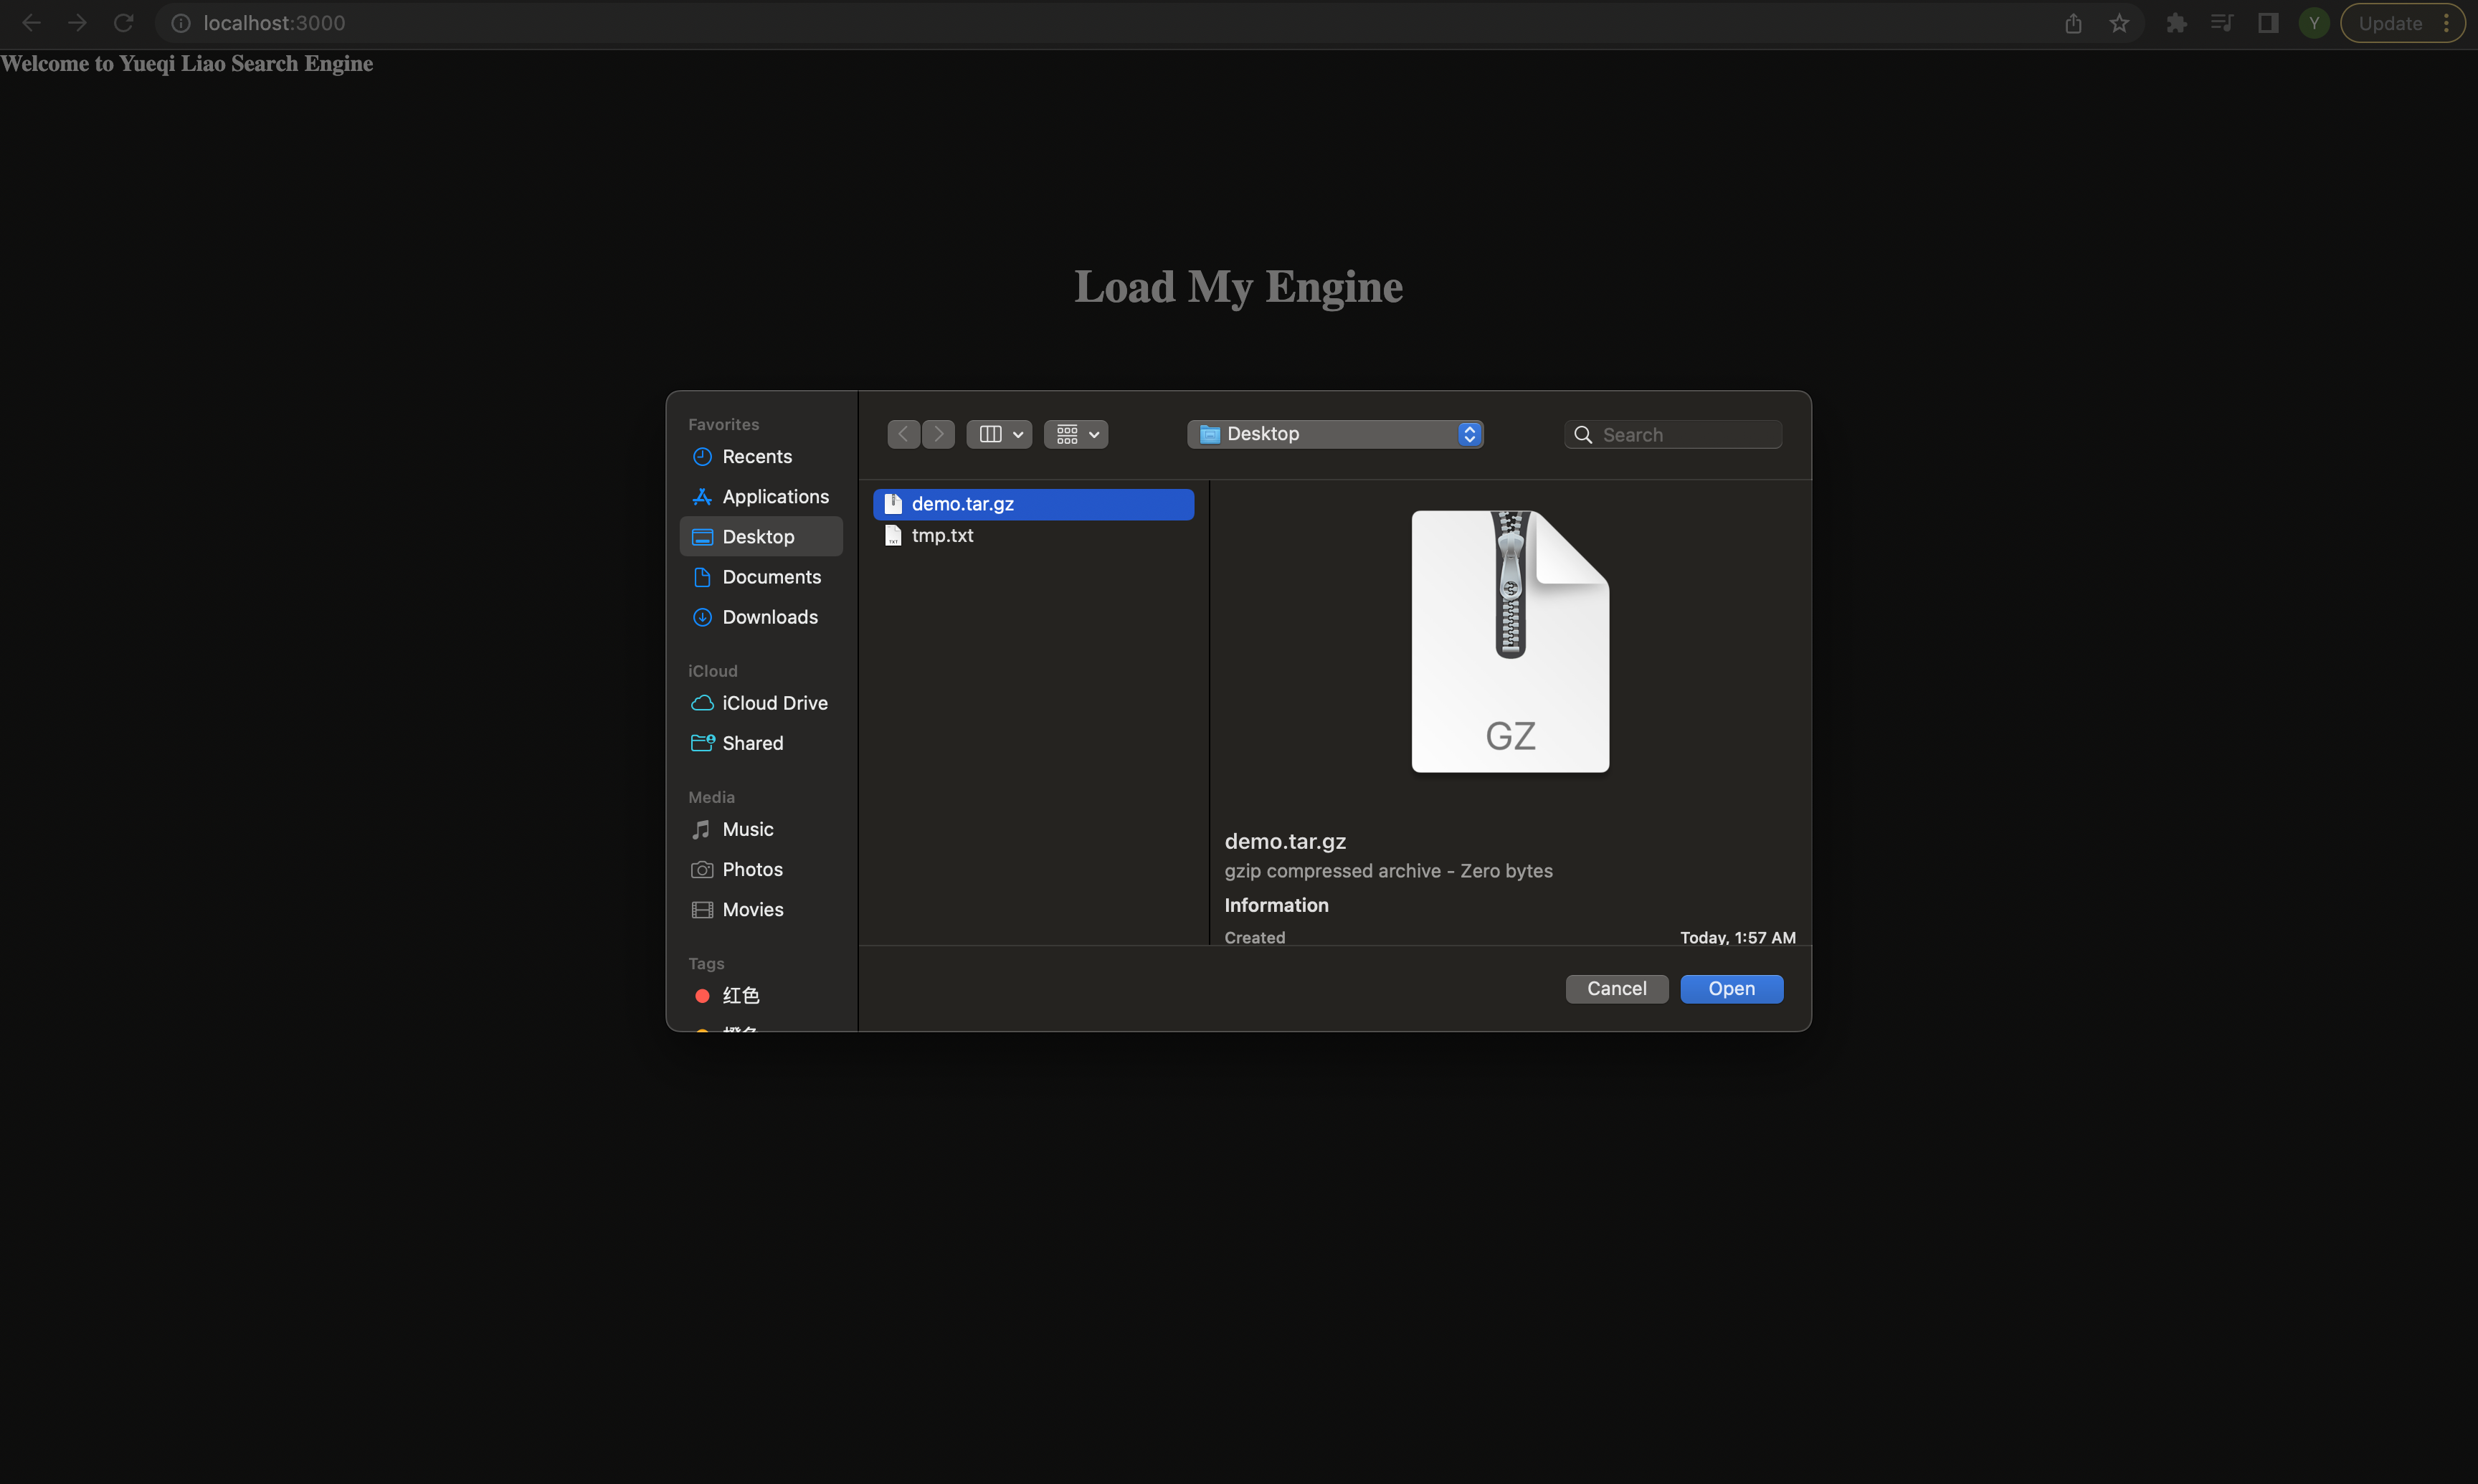 localhost:3000
Y
Update
Welcome to Yueqi Liao Search Engine
Load My Engine
Favorites
Recents
Applications
Desktop
Documents
Downloads
iCloud
iCloud Drive
Shared
Media
Music
Photos
Movies
Tags
红色
Desktop
Search
demo.tar.gz
tmp.txt
GZ
demo.tar.gz
gzip compressed archive - Zero bytes
Information
Created Today, 1:57 AM
Cancel
Open